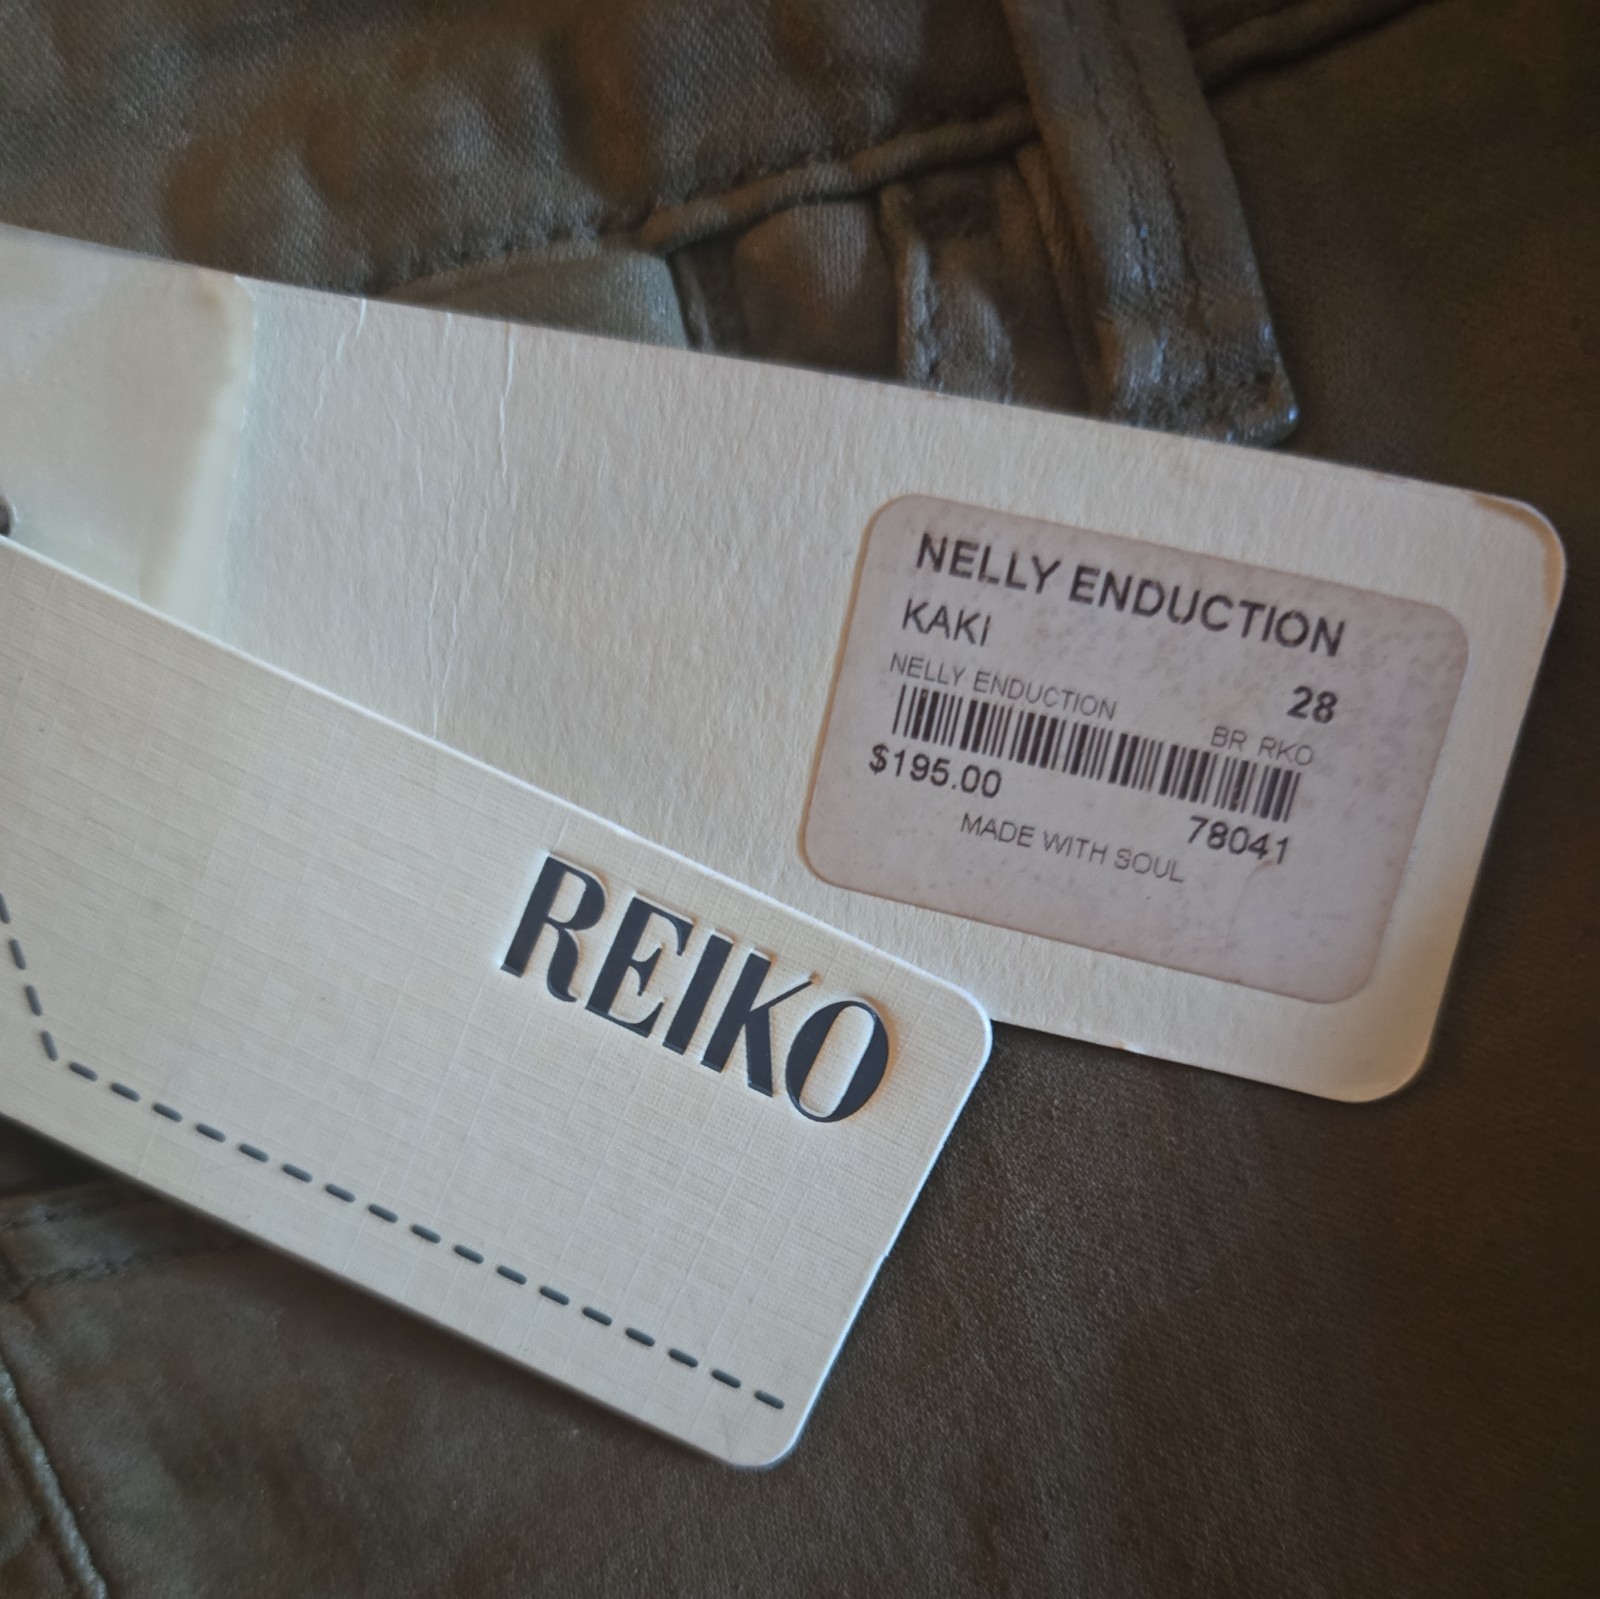 NELLY ENDUCTION
KAKI
28
NELLY ENDUCTION
BR RKO
$195.00
78041
MADE WITH SOUL
REIKO